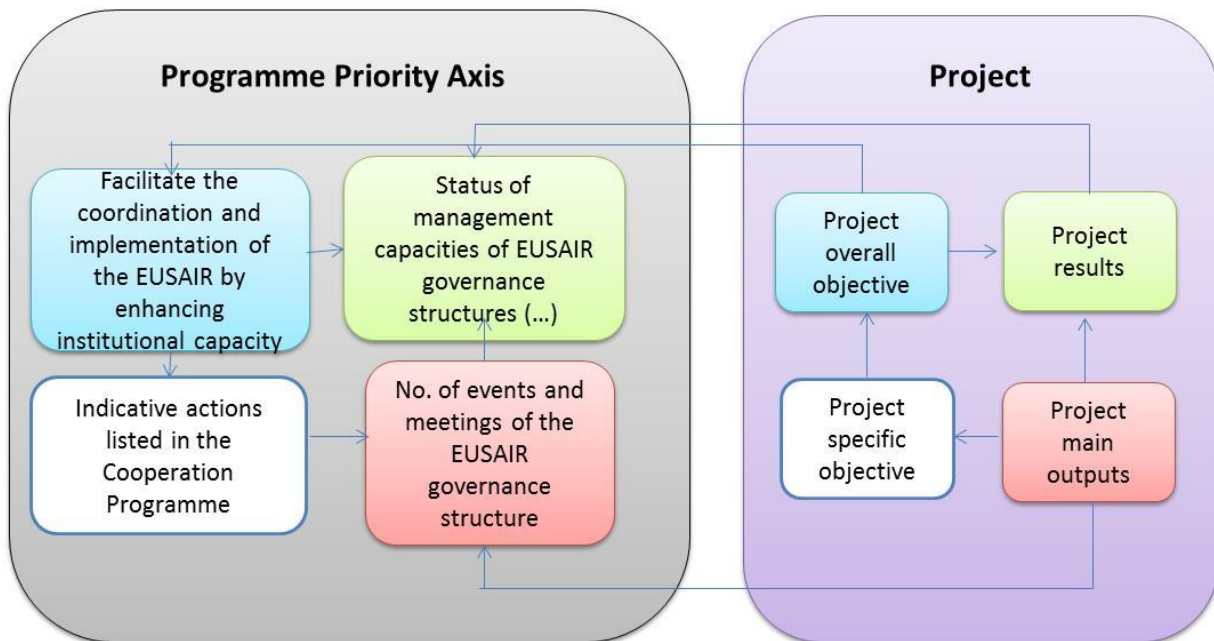 Programme Priority Axis
Facilitate the
coordination and
implementation of
the EUSAIR by
enhancing
institutional capacity
Status of
management
capacities of EUSAIR
governance
structures (...)
Indicative actions
listed in the
Cooperation
Programme
No. of events and
meetings of the
EUSAIR
governance
structure
Project
Project
overall
objective
Project
results
Project
specific
objective
Project
main
outputs